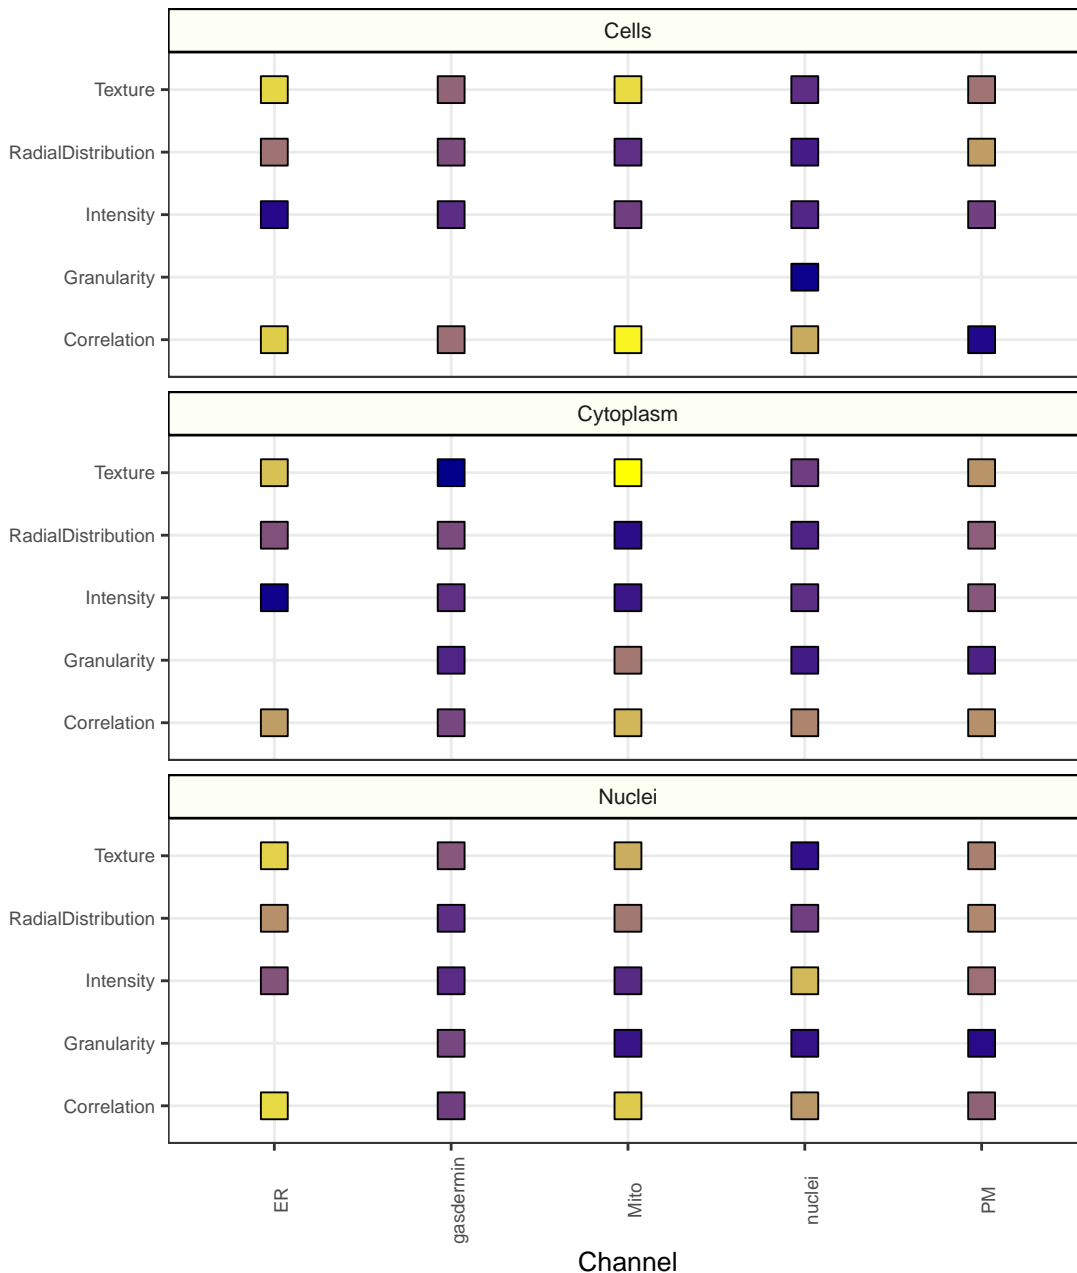 Cells
Texture
RadialDistribution
Intensity
Granularity
Correlation
Cytoplasm
Texture
RadialDistribution
Intensity
Granularity
Correlation
Nuclei
Texture
RadialDistribution
Intensity
Granularity
Correlation
ER
gasdermin
Mito
nuclei
PM
Channel